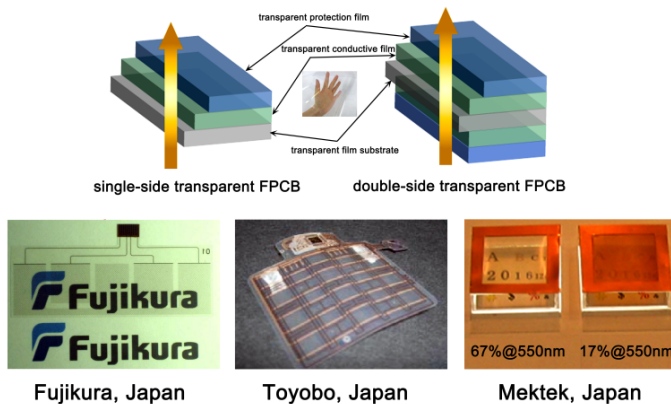 transparent protection film
transparent conductive film
transparent film substrate
single-side transparent FPCB
double-side transparent FPCB
10
Fujikura
Fujikura
A
2016
67%@550nm
17%@550nm
Fujikura, Japan
Toyobo, Japan
Mektek, Japan